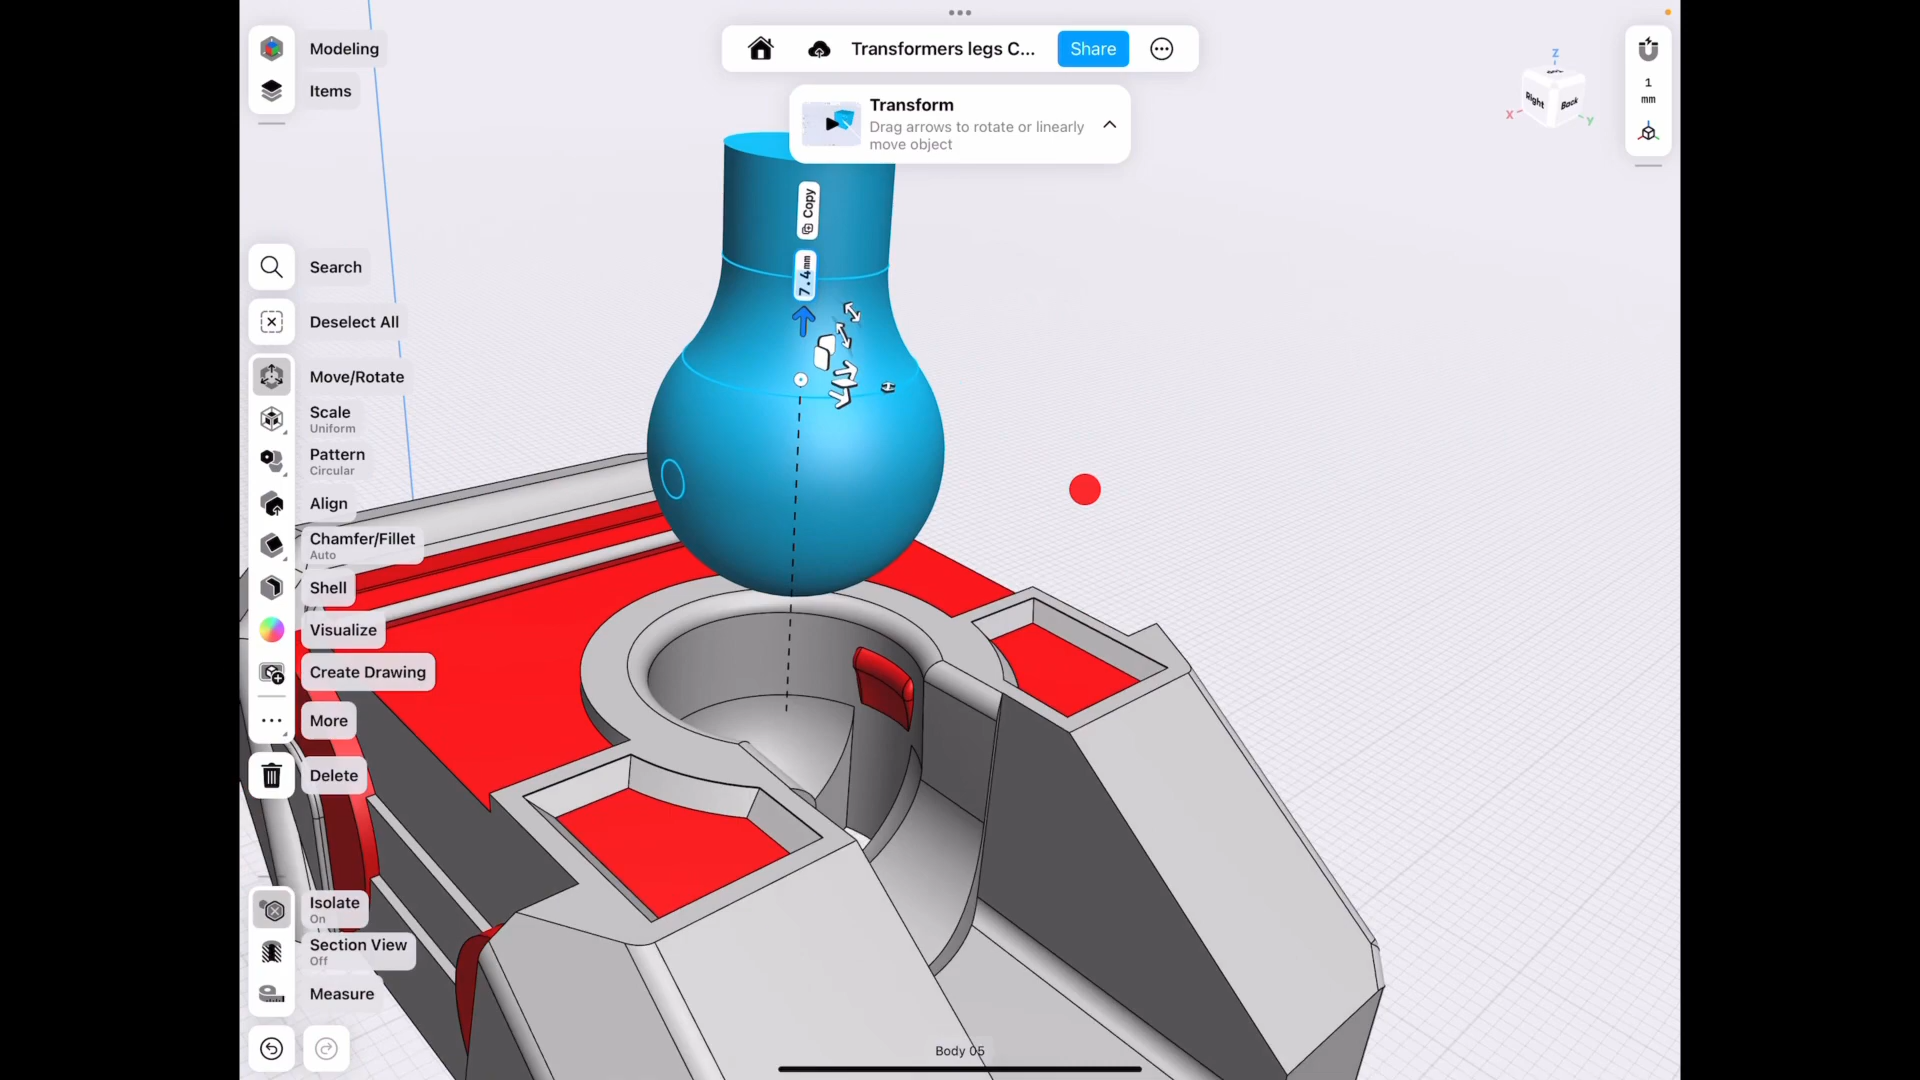 Modeling
Items
Transformers legs C...
Share
Transform
Drag arrows to rotate or linearly
move object
Copy
7.4 mm
Z
Right
Back
X
Y
1
mm
Search
Deselect All
Move/Rotate
Scale
Uniform
Pattern
Circular
Align
Chamfer/Fillet
Auto
Shell
Visualize
Create Drawing
More
Delete
Isolate
On
Section View
Off
Measure
Body 05